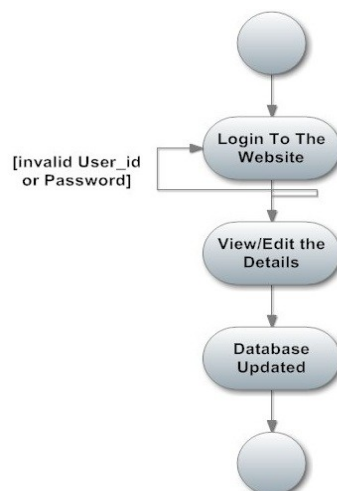 Login To The
Website
[invalid User_id
or Password]
View/Edit the
Details
Database
Updated